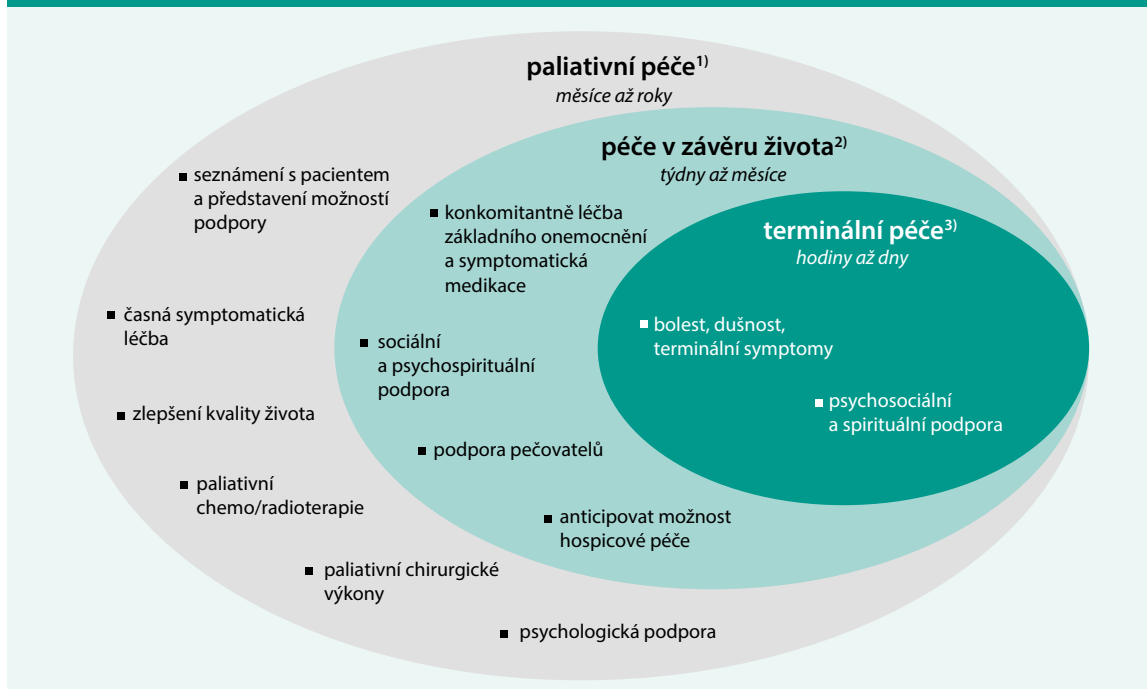 paliativní péče1)
měsíce až roky
péče v závěru života2)
týdny až měsíce
terminální péče3)
hodiny až dny
■ seznámení s pacientem
a představení možností
podpory
■ časná symptomatická
léčba
■ zlepšení kvality života
■ paliativní
chemo/radioterapie
■ paliativní chirurgické
výkony
■ psychologická podpora
■ konkomitantně léčba
základního onemocnění
a symptomatická
medikace
■ sociální
a psychospirituální
podpora
■ podpora pečovatelů
■ anticipovat možnost
hospicové péče
■ bolest, dušnost,
terminální symptomy
■ psychosociální
a spirituální podpora